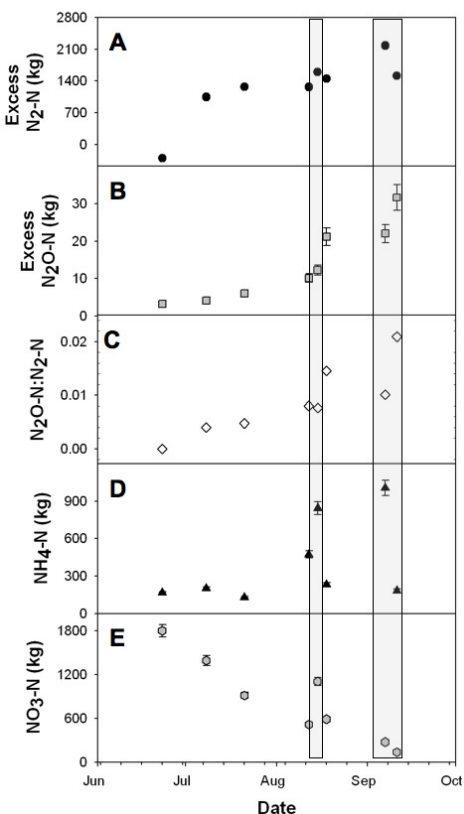 2800
2100
1400
700
0
Excess
N2-N (kg)
A
30
20
10
0
Excess
N2O-N (kg)
B
0.02
0.01
0.00
N2O-N:N2-N
C
900
600
300
0
NH4-N (kg)
D
1800
1200
600
0
NO3-N (kg)
E
Jun Jul Aug Sep Oct
Date